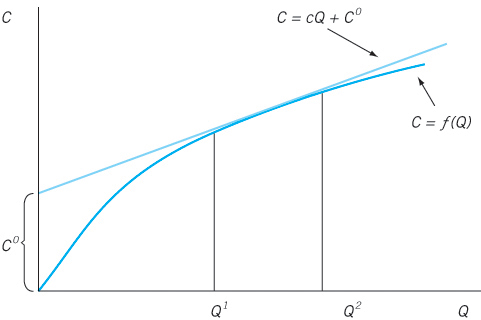 C
C = cQ + C⁰
C = f(Q)
C⁰
Q¹
Q²
Q